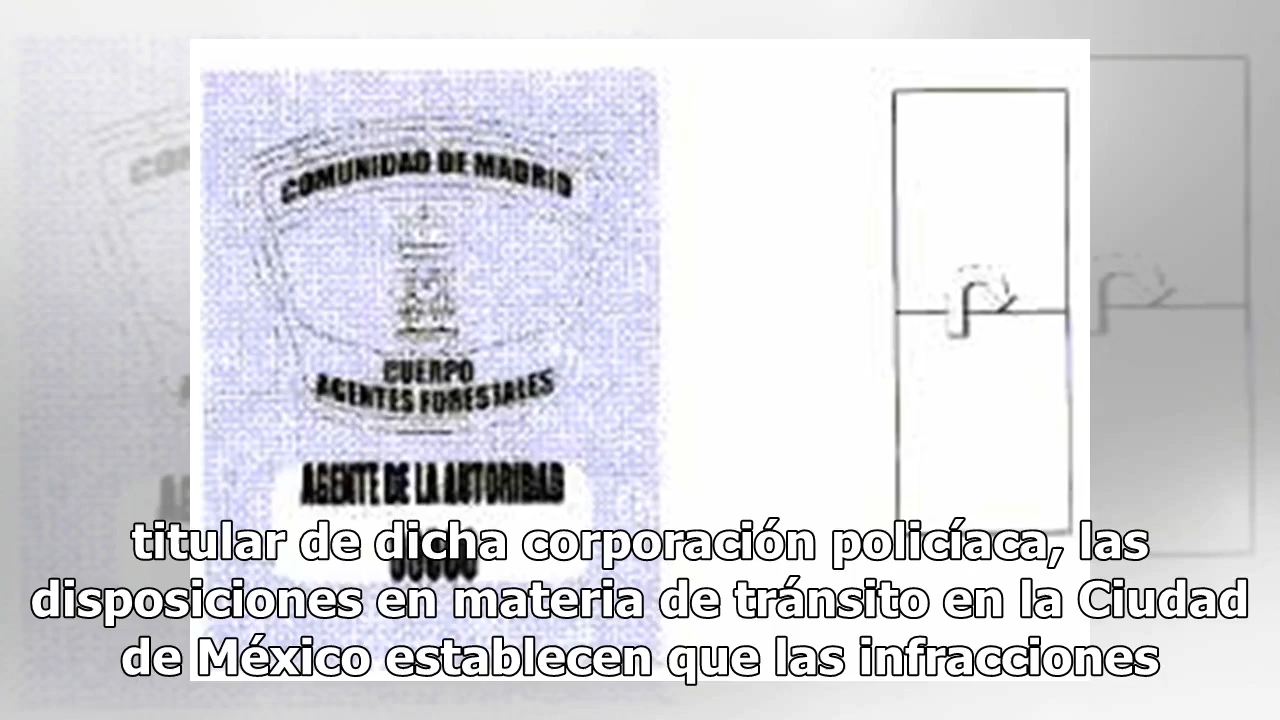 COMUNIDAD DE MADRID
CUERPO
AGENTES FORESTALES
AGENTE DE LA AUTORIDAD
titular de dicha corporación policíaca, las
disposiciones en materia de tránsito en la Ciudad
de México establecen que las infracciones